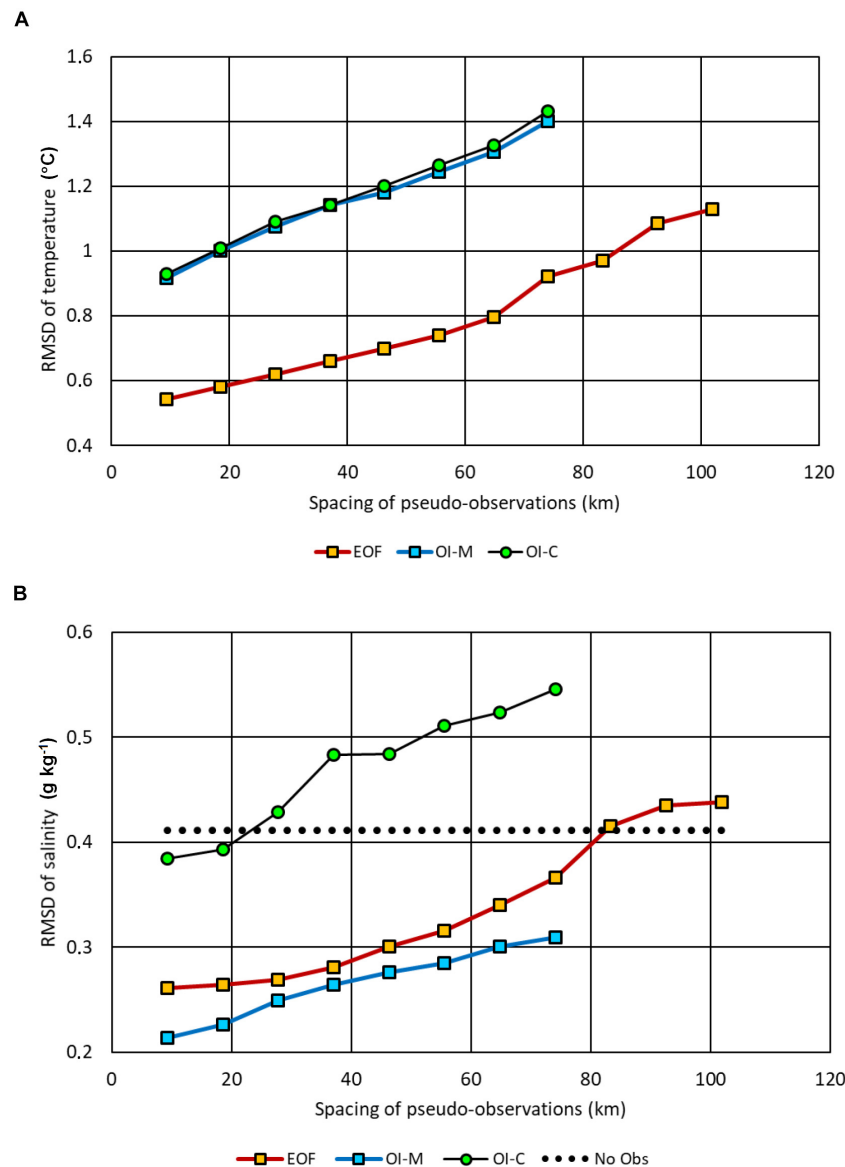 A
1.6
1.4
1.2
1
0.8
0.6
0.4
RMSD of temperature (°C)
0 20 40 60 80 100 120
Spacing of pseudo-observations (km)
EOF OI-M OI-C
B
0.6
0.5
0.4
0.3
0.2
RMSD of salinity (g kg⁻¹)
0 20 40 60 80 100 120
Spacing of pseudo-observations (km)
EOF OI-M OI-C No Obs